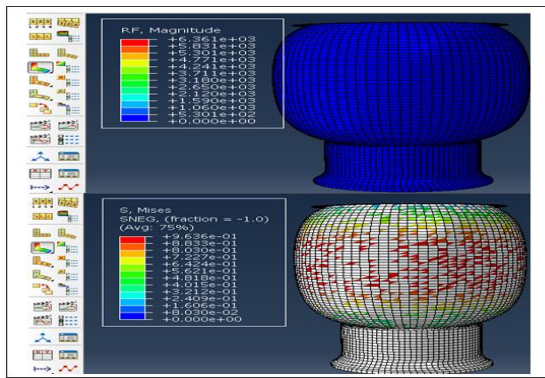 RF, Magnitude
+6.361e+03
+5.831e+03
+5.301e+03
+4.771e+03
+4.241e+03
+3.711e+03
+3.180e+03
+2.650e+03
+2.120e+03
+1.590e+03
+1.060e+03
+5.301e+02
+0.000e+00
S, Mises
SNEG, (fraction = -1.0)
(Avg: 75%)
+9.636e-01
+8.833e-01
+8.030e-01
+7.227e-01
+6.424e-01
+5.621e-01
+4.818e-01
+4.015e-01
+3.212e-01
+2.409e-01
+1.606e-01
+8.030e-02
+0.000e+00